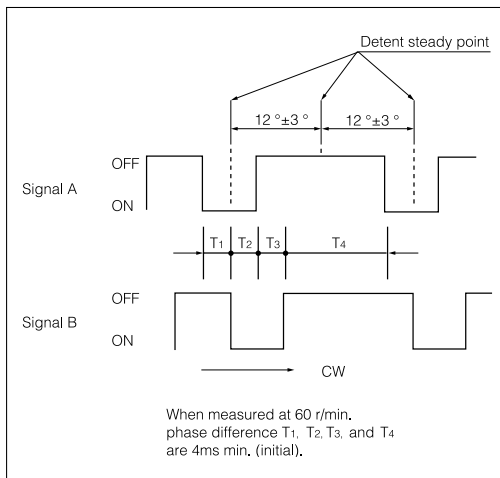 Detent steady point
12 °±3 ° 12 °±3 °
OFF
Signal A
ON
T1 T2 T3 T4
OFF
Signal B
ON
CW
When measured at 60 r/min.
phase difference T1, T2, T3, and T4
are 4ms min. (initial).